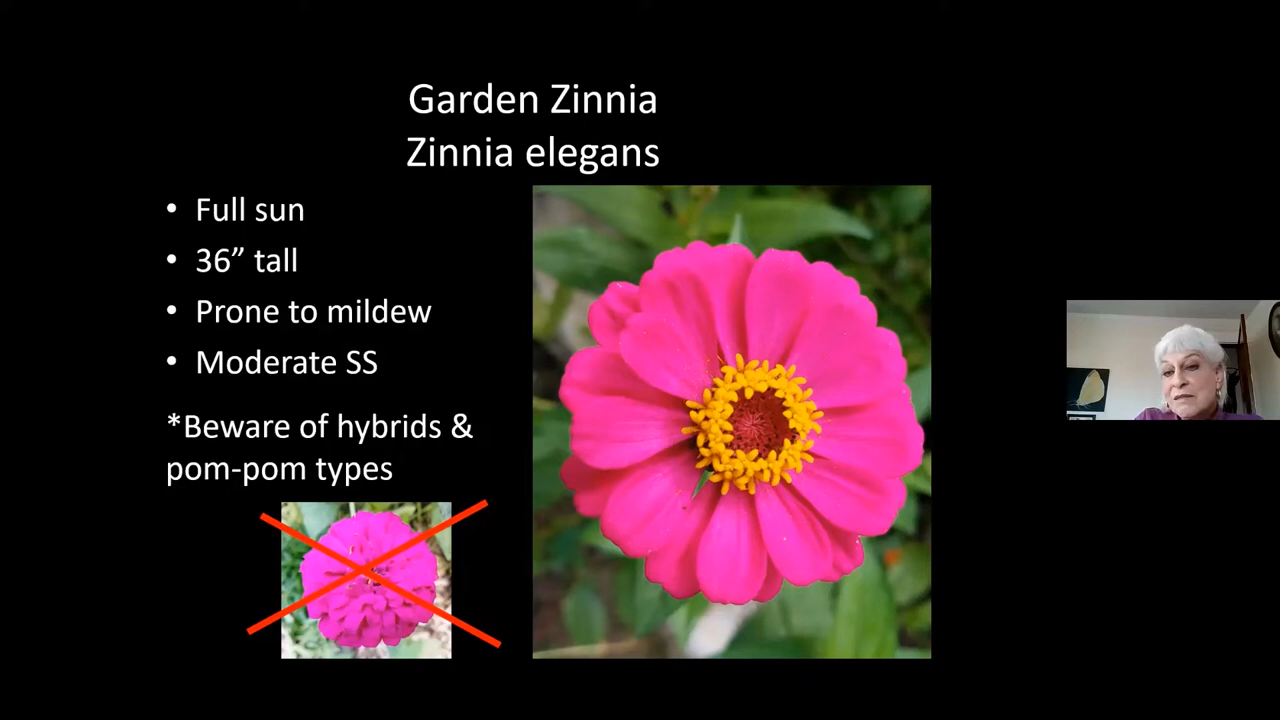 Garden Zinnia
Zinnia elegans
• Full sun
• 36” tall
• Prone to mildew
• Moderate SS
*Beware of hybrids &
pom-pom types